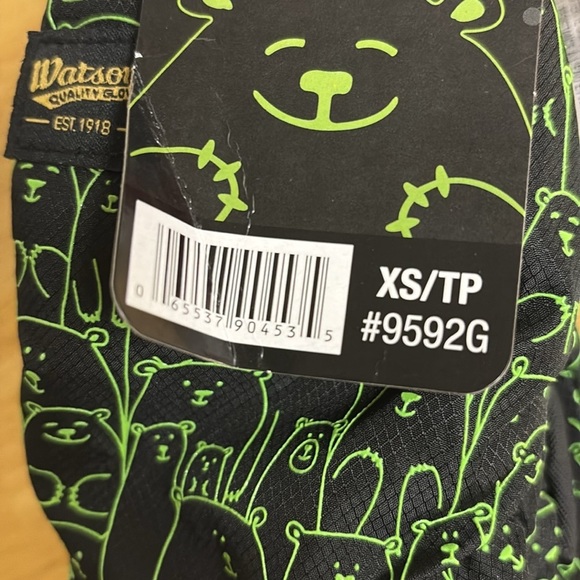 Watson
QUALITY GLO
EST. 1918
XS/TP
#9592G
0 65537 90453 5